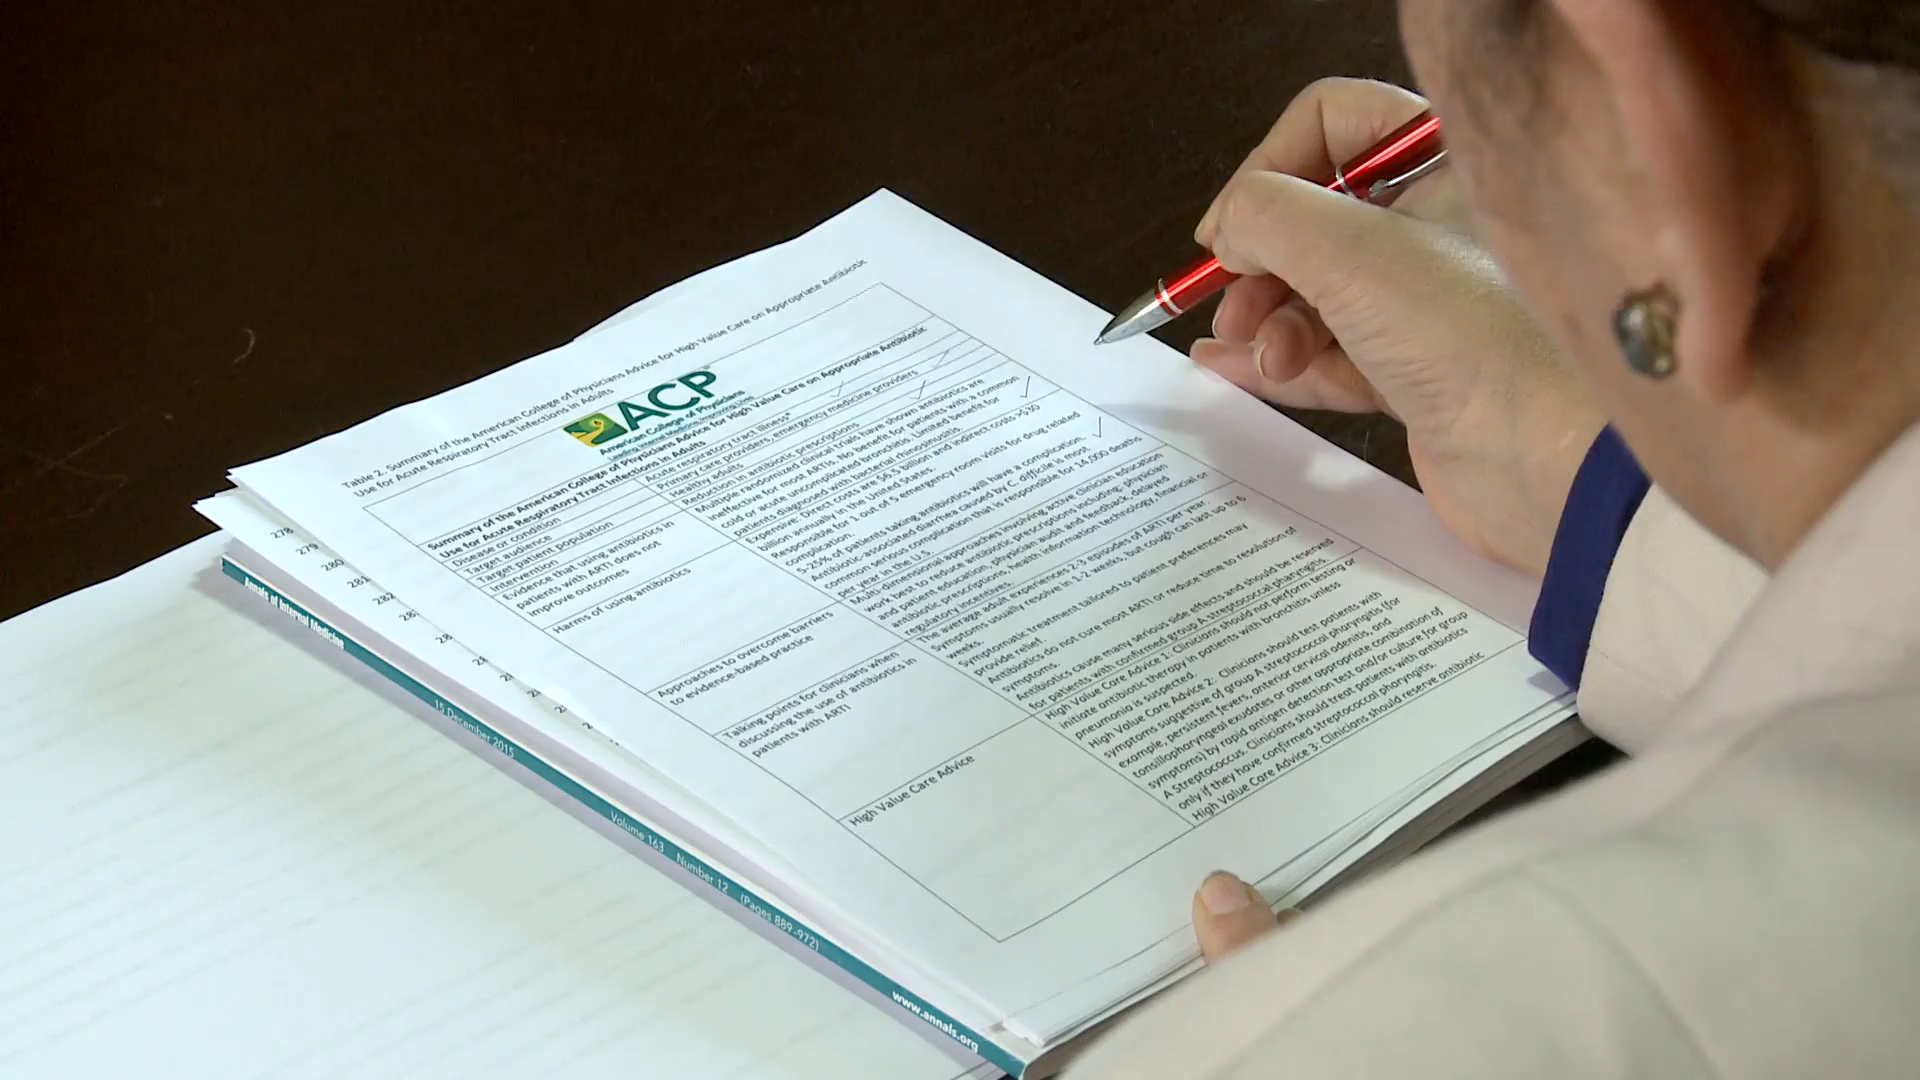 Table 2. Summary of the American College of Physicians Advice for High Value Care on Appropriate Antibiotic
Use for Acute Respiratory Tract Infections in Adults
ACP
American College of Physicians
Leading Internal Medicine, Improving Lives
Summary of the American College of Physicians Advice for High Value Care on Appropriate Antibiotic
Use for Acute Respiratory Tract Infections in Adults
Disease or condition
Acute respiratory tract illness*
Target audience
Primary care providers, emergency medicine providers
Target patient population
Healthy adults
Intervention
Reduction in antibiotic prescriptions
Evidence that using antibiotics in
patients with ARTI does not
improve outcomes
Multiple randomized clinical trials have shown antibiotics are
ineffective for most ARTIs. No benefit for patients with a common
cold or acute uncomplicated bronchitis. Limited benefit for
patients diagnosed with bacterial rhinosinusitis.
Harms of using antibiotics
Expensive: Direct costs are $6.5 billion and indirect costs >$30
billion annually in the United States.
Responsible for 1 out of 5 emergency room visits for drug related
complication.
5-25% of patients taking antibiotics will have a complication.
Antibiotic-associated diarrhea caused by C. difficile is most
common serious complication that is responsible for 14,000 deaths
per year in the U.S.
Approaches to overcome barriers
to evidence-based practice
Multi-dimensional approaches involving active clinician education
work best to reduce antibiotic prescriptions including, physician
and patient education, physician audit and feedback, delayed
antibiotic prescriptions, health information technology, financial or
regulatory incentives.
Talking points for clinicians when
discussing the use of antibiotics in
patients with ARTI
The average adult experiences 2-3 episodes of ARTI per year.
Symptoms usually resolve in 1-2 weeks, but cough can last up to 6
weeks.
Symptomatic treatment tailored to patient preferences may
provide relief.
Antibiotics do not cure most ARTI or reduce time to resolution of
symptoms.
Antibiotics cause many serious side effects and should be reserved
for patients with confirmed group A streptococcal pharyngitis.
High Value Care Advice
High Value Care Advice 1: Clinicians should not perform testing or
initiate antibiotic therapy in patients with bronchitis unless
pneumonia is suspected.
High Value Care Advice 2: Clinicians should test patients with
symptoms suggestive of group A streptococcal pharyngitis (for
example, persistent fevers, anterior cervical adenitis, and
tonsillopharyngeal exudates or other appropriate combination of
symptoms) by rapid antigen detection test and/or culture for group
A Streptococcus. Clinicians should treat patients with antibiotics
only if they have confirmed streptococcal pharyngitis.
High Value Care Advice 3: Clinicians should reserve antibiotic
278
279
280
281
282
Annals of Internal Medicine
15 December 2015
Volume 163 Number 12 (Pages 889-972)
www.annals.org